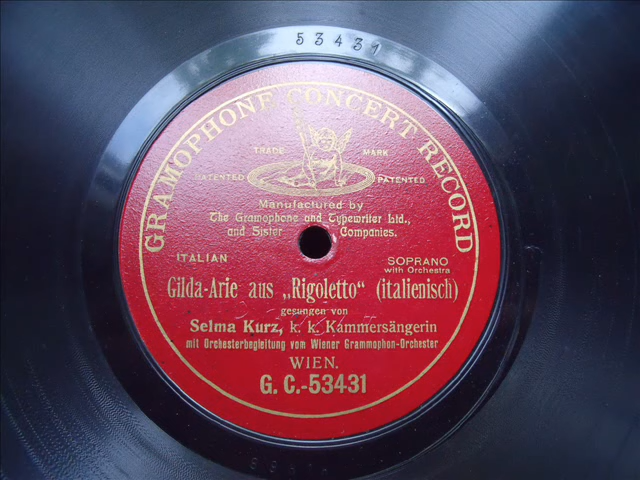 53431
GRAMOPHONE CONCERT RECORD
TRADE MARK
PATENTED PATENTED
Manufactured by
The Gramophone and Typewriter Ltd.,
and Sister Companies.
ITALIAN SOPRANO
with Orchestra
Gilda-Arie aus „Rigoletto“ (italienisch)
gesungen von
Selma Kurz, k. k. Kammersängerin
mit Orchesterbegleitung vom Wiener Grammophon-Orchester
WIEN.
G. C.-53431